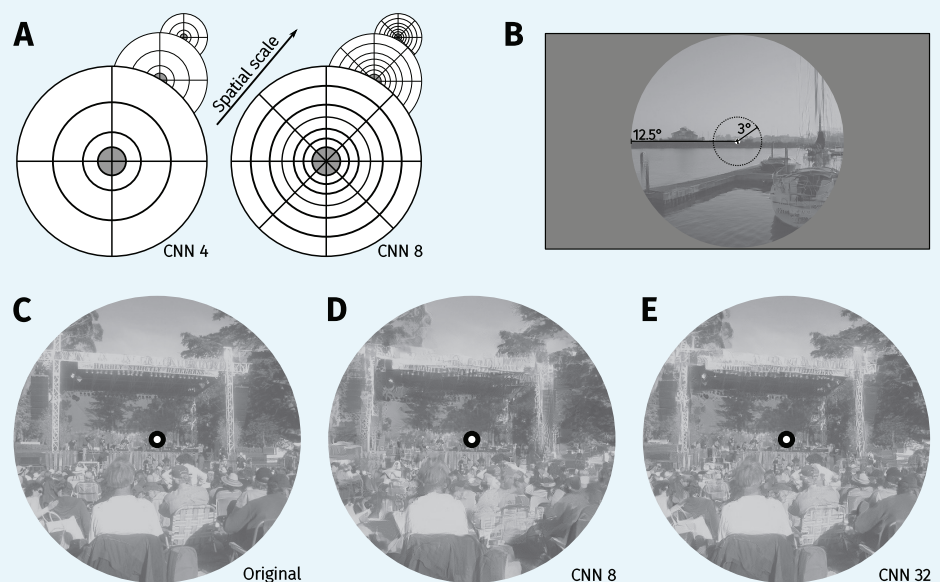 A
Spatial scale
CNN 4
CNN 8
B
12.5°
3°
C
Original
D
CNN 8
E
CNN 32